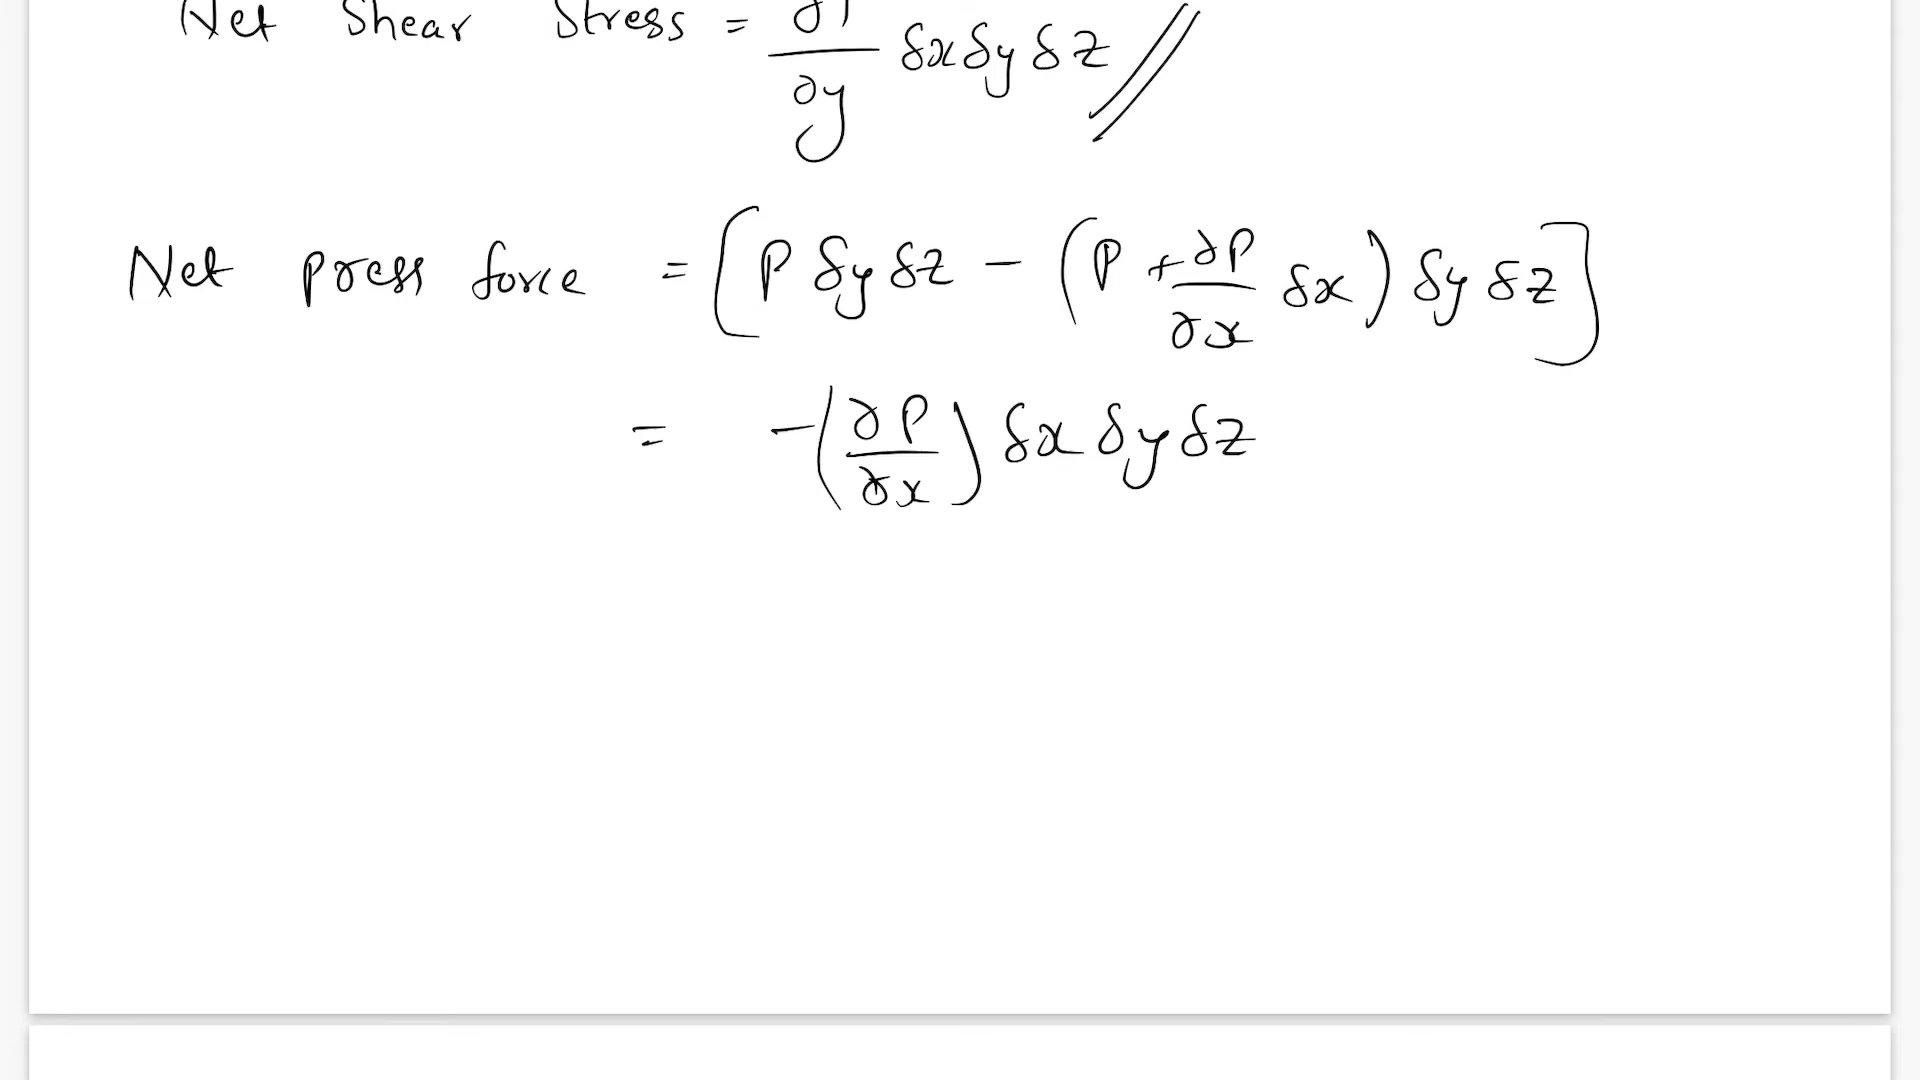 Net Shear Stress = ∂τ/∂y δx δy δz //
Net press force = [P δy δz - (P + ∂P/∂x δx) δy δz]
= -(∂P/∂x) δx δy δz